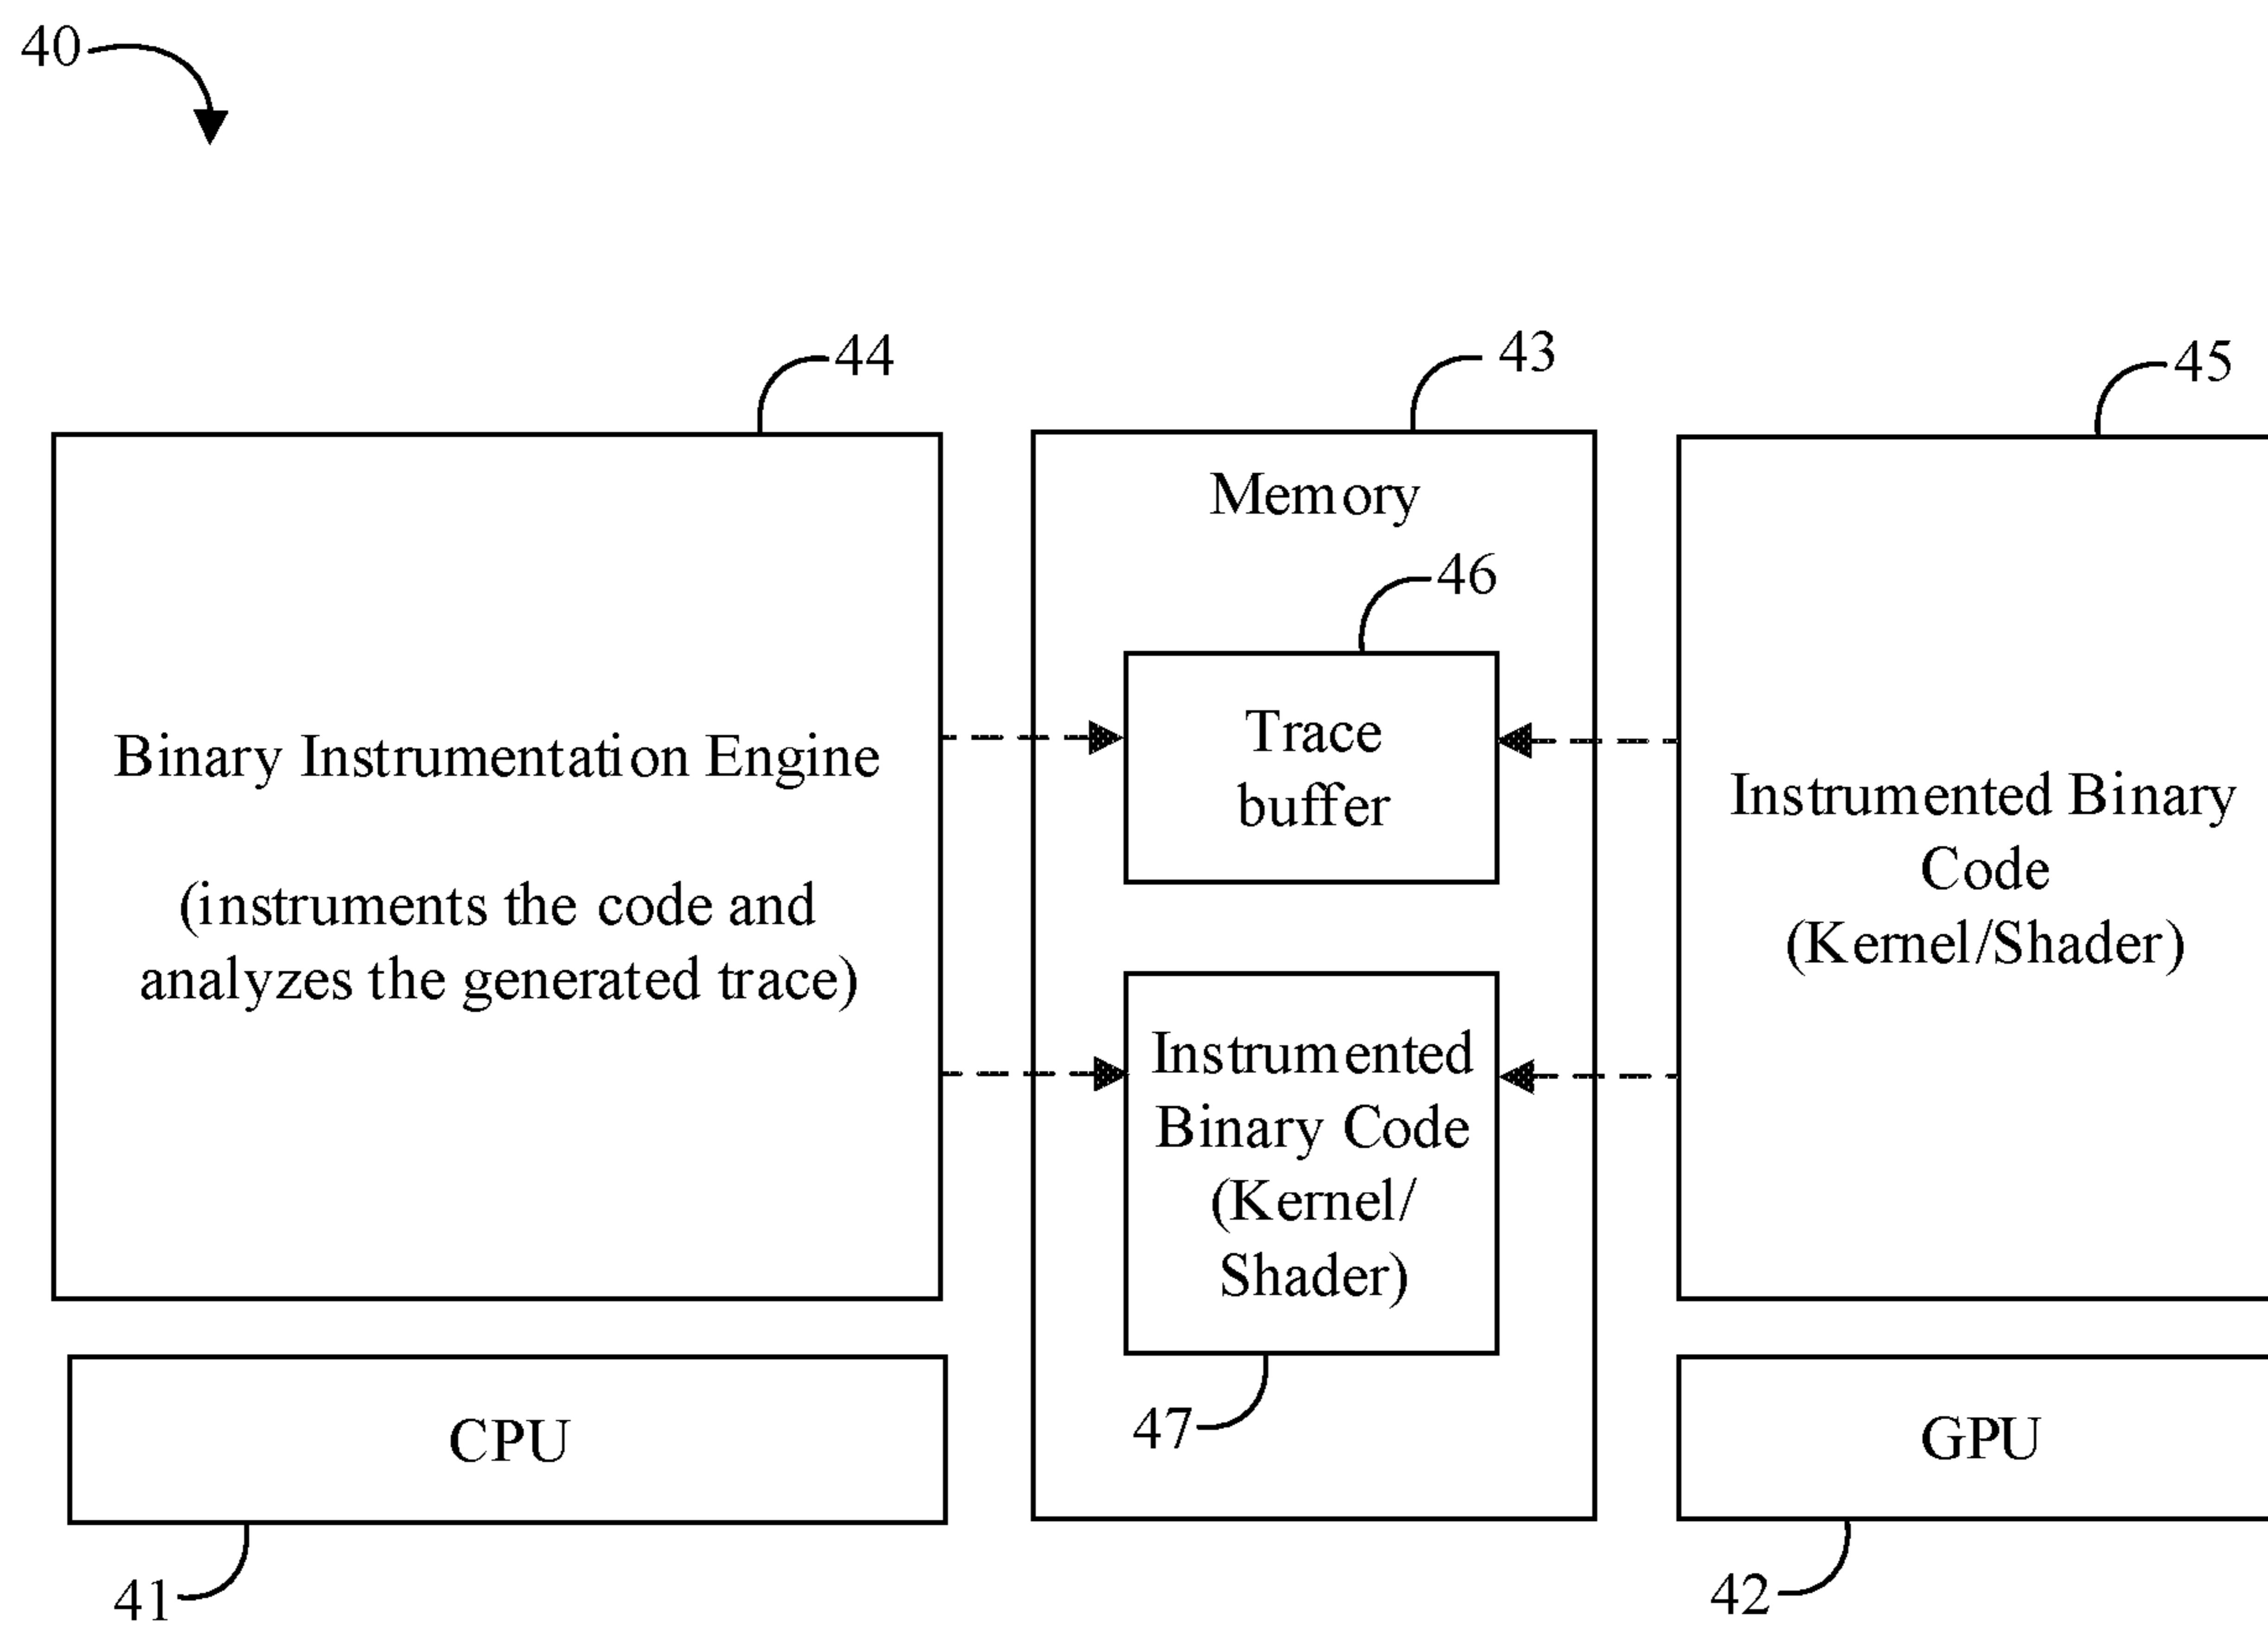 40
44
43
45
Memory
46
Trace
buffer
Binary Instrumentation Engine
(instruments the code and
analyzes the generated trace)
Instrumented Binary
Code
(Kernel/Shader)
Instrumented
Binary Code
(Kernel/
Shader)
47
CPU
GPU
41
42